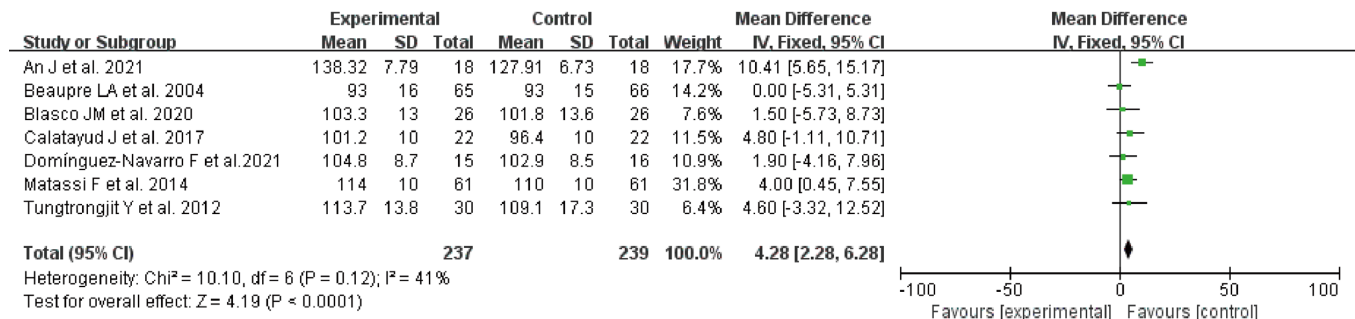 Experimental Control Mean Difference Mean Difference
Study or Subgroup Mean SD Total Mean SD Total Weight IV, Fixed, 95% CI IV, Fixed, 95% CI
An J et al. 2021 138.32 7.79 18 127.91 6.73 18 17.7% 10.41 [5.65, 15.17]
Beaupre LA et al. 2004 93 16 65 93 15 66 14.2% 0.00 [-5.31, 5.31]
Blasco JM et al. 2020 103.3 13 26 101.8 13.6 26 7.6% 1.50 [-5.73, 8.73]
Calatayud J et al. 2017 101.2 10 22 96.4 10 22 11.5% 4.80 [-1.11, 10.71]
Domínguez-Navarro F et al.2021 104.8 8.7 15 102.9 8.5 16 10.9% 1.90 [-4.16, 7.96]
Matassi F et al. 2014 114 10 61 110 10 61 31.8% 4.00 [0.45, 7.55]
Tungtrongjit Y et al. 2012 113.7 13.8 30 109.1 17.3 30 6.4% 4.60 [-3.32, 12.52]
Total (95% CI) 237 239 100.0% 4.28 [2.28, 6.28]
Heterogeneity: Chi² = 10.10, df = 6 (P = 0.12); I² = 41%
Test for overall effect: Z = 4.19 (P < 0.0001)
-100 -50 0 50 100
Favours [experimental] Favours [control]